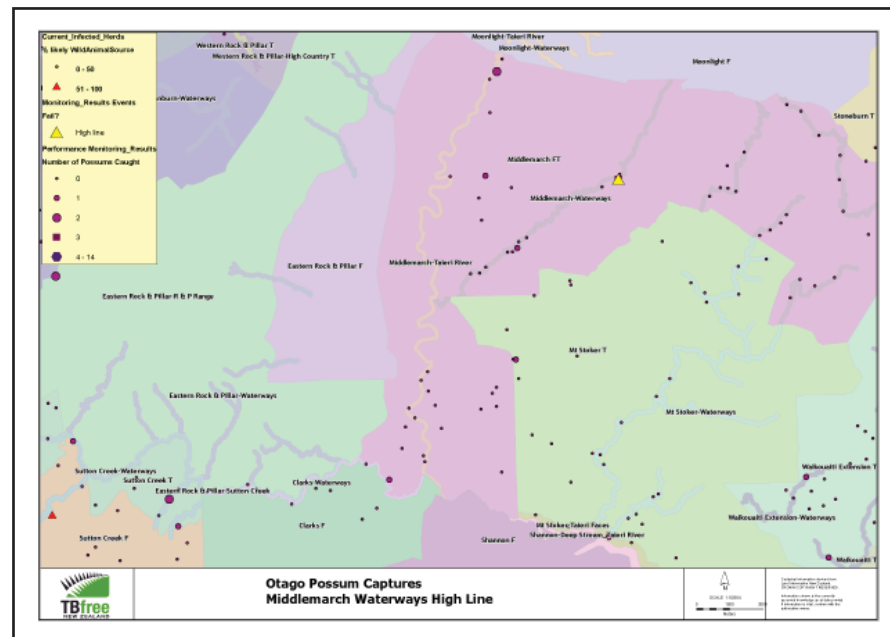 Current_Infected_Herds
% likely WildAnimalSource
0 - 50
51 - 100
Monitoring_Results Events
Fail?
High line
Performance Monitoring_Results
Number of Possums Caught
0
1
2
3
4 - 14
Western Rock & Pillar T
Western Rock & Pillar-High Country T
Moonlight-Taieri River
Moonlight-Waterways
Moonlight F
Stoneburn T
Middlemarch FT
Middlemarch-Waterways
Eastern Rock & Pillar F
Middlemarch-Taieri River
Eastern Rock & Pillar-R & P Range
Mt Stoker T
Eastern Rock & Pillar-Waterways
Mt Stoker-Waterways
Sutton Creek-Waterways
Sutton Creek T
Clarks-Waterways
Eastern Rock & Pillar-Sutton Creek
Walkouaiti Extension T
Walkouaiti Extension-Waterways
Clarks F
Mt Stoker-Taieri Faces
Shannon-Deep Stream_Taieri River
Sutton Creek F
Shannon F
Walkouaiti T
TBfree
NEW ZEALAND
Otago Possum Captures
Middlemarch Waterways High Line
N